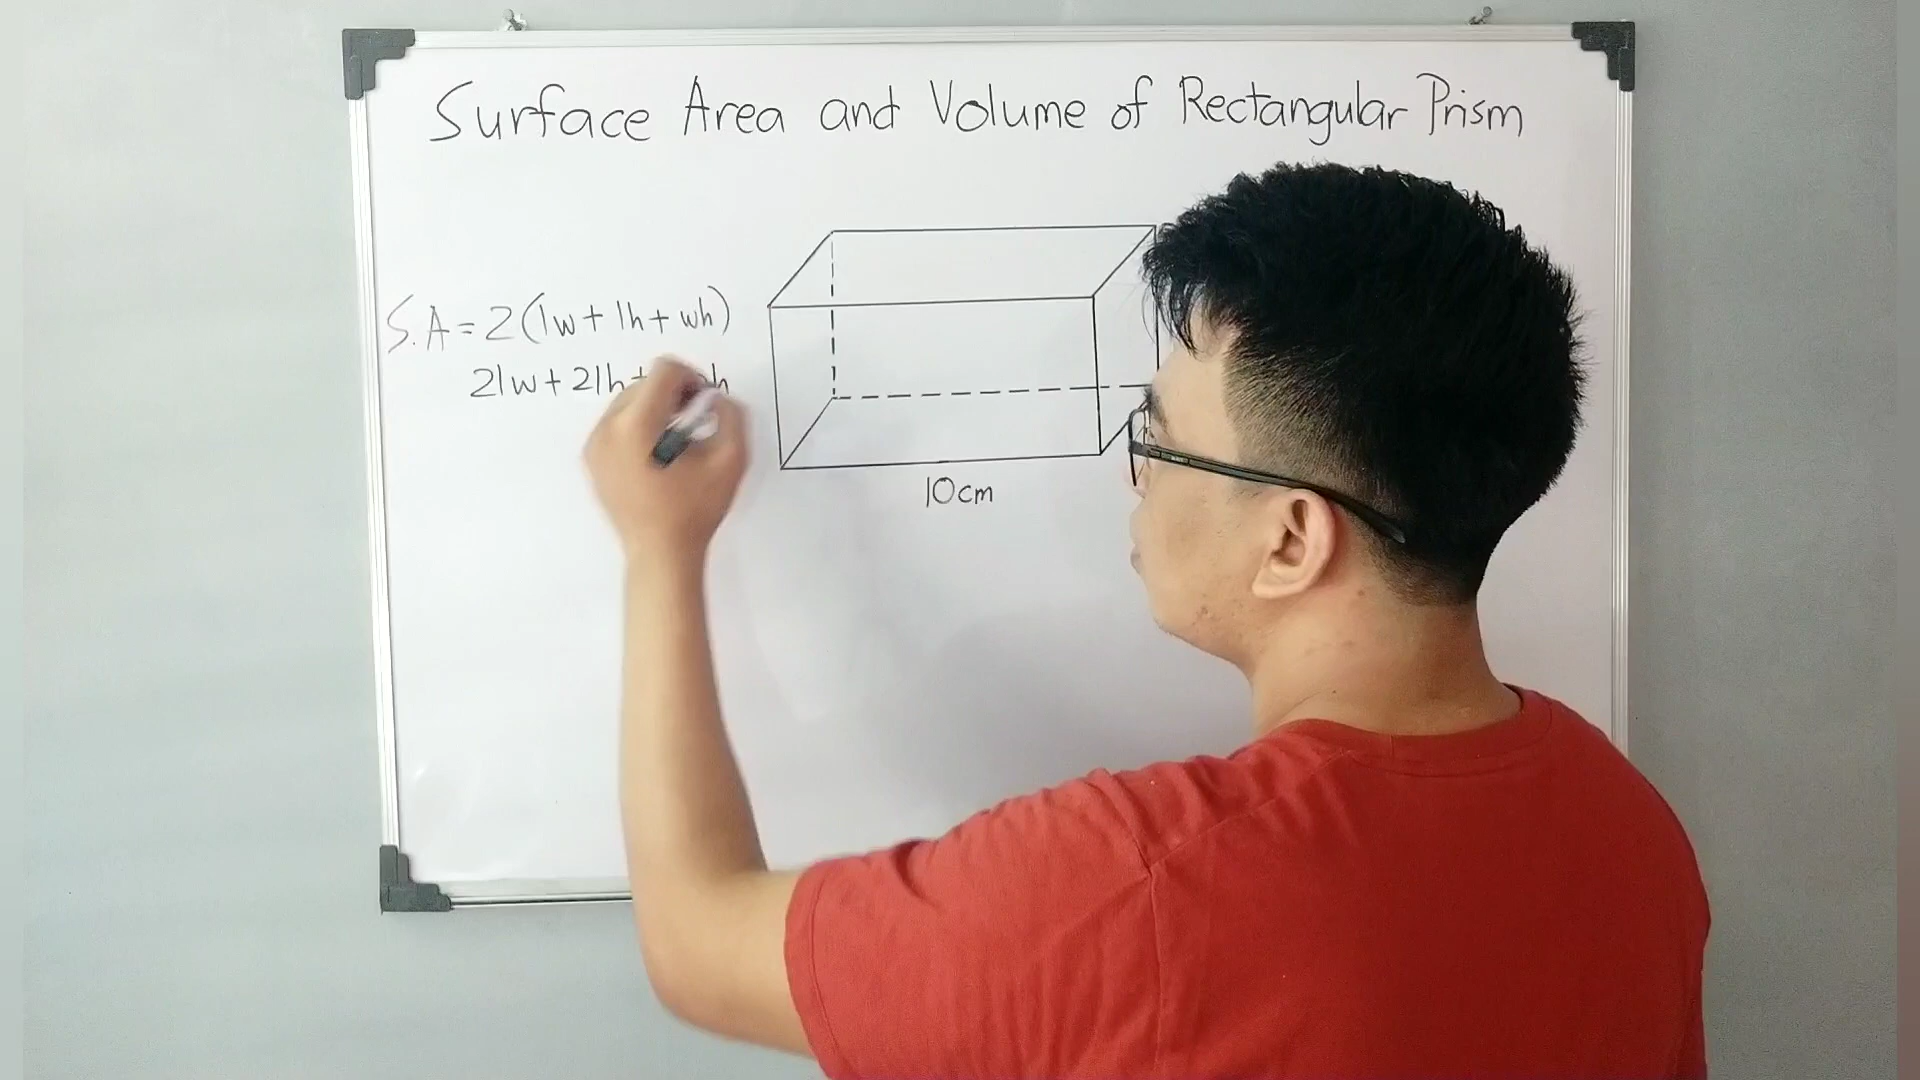 Surface Area and Volume of Rectangular Prism
S.A = 2(lw + lh + wh)
2lw + 2lh +
10cm